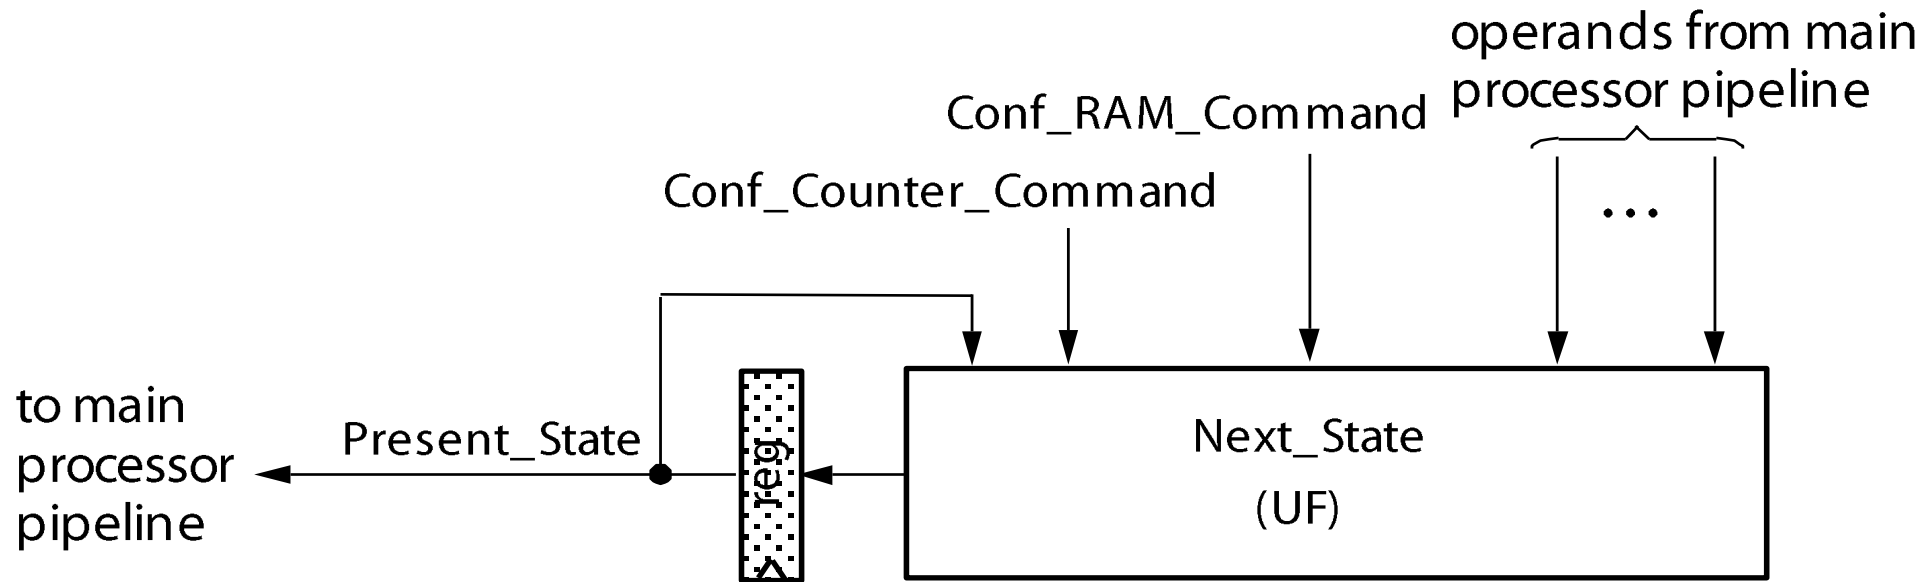 operands from main
processor pipeline
Conf_RAM_Command
Conf_Counter_Command
to main
processor
pipeline
Present_State
reg
Next_State
(UF)
...